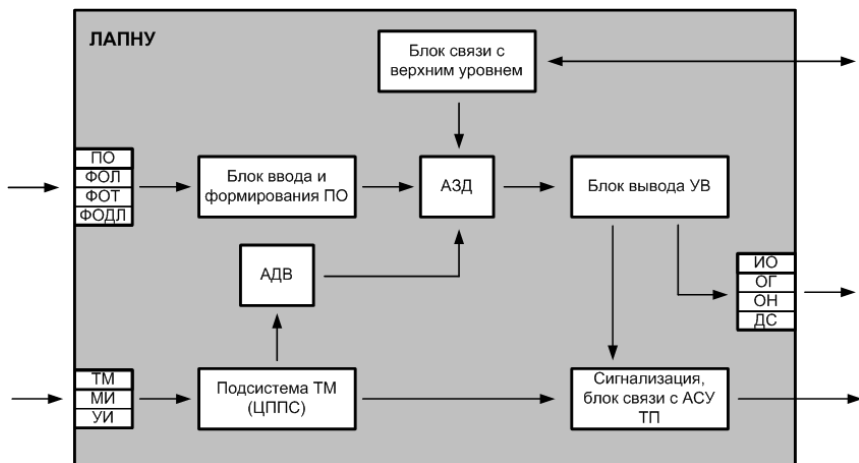 ЛАПНУ
Блок связи с
верхним уровнем
ПО
ФОЛ
ФОТ
ФОДЛ
Блок ввода и
формирования ПО
АЗД
Блок вывода УВ
АДВ
ИО
ОГ
ОН
ДС
ТМ
МИ
УИ
Подсистема ТМ
(ЦППС)
Сигнализация,
блок связи с АСУ
ТП